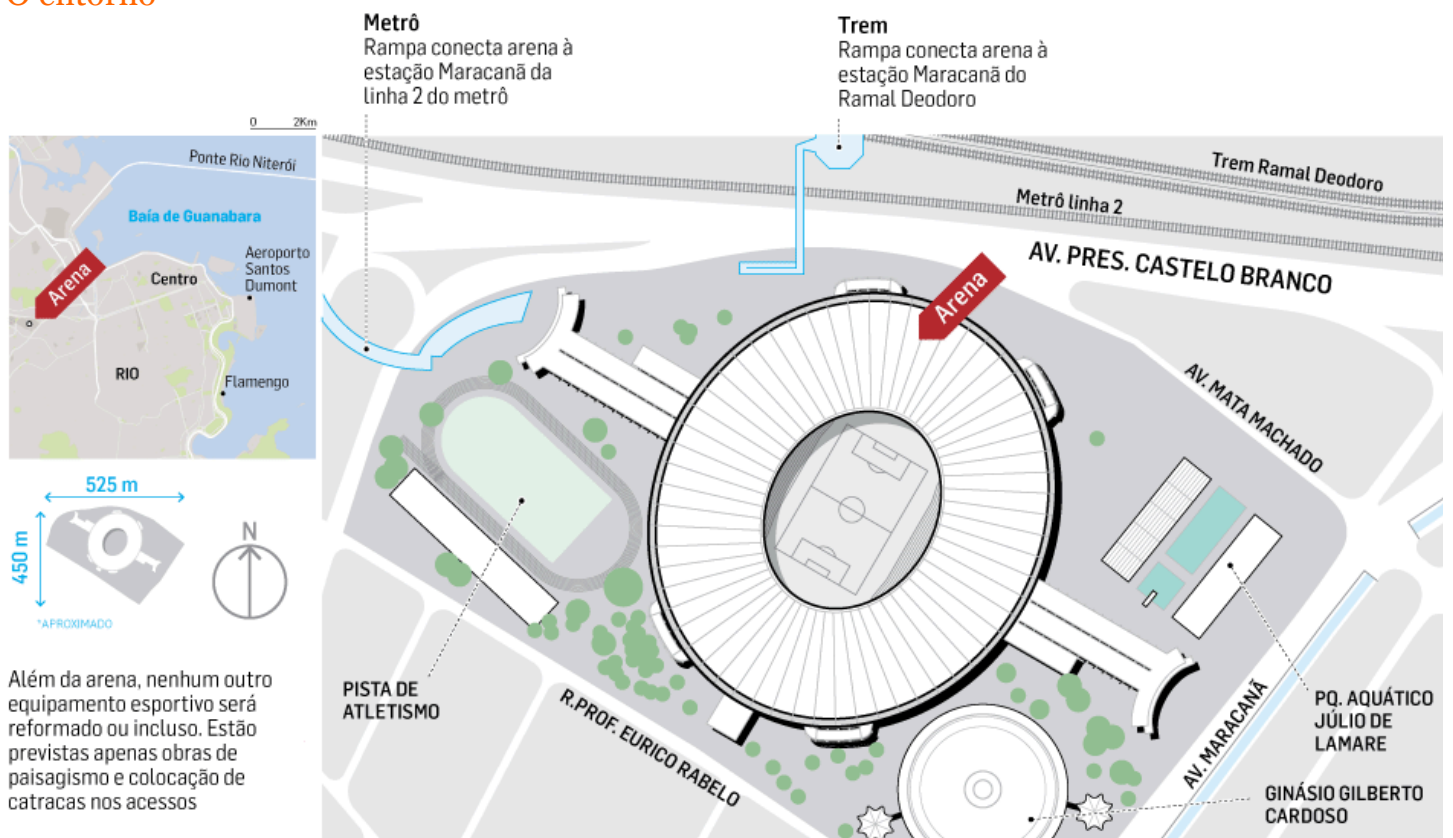 O entorno
Metrô
Rampa conecta arena à
estação Maracanã da
linha 2 do metrô
Trem
Rampa conecta arena à
estação Maracanã do
Ramal Deodoro
0 2Km
Ponte Rio Niterói
Baía de Guanabara
Aeroporto
Santos
Dumont
Centro
Arena
RIO
Flamengo
Trem Ramal Deodoro
Metrô linha 2
AV. PRES. CASTELO BRANCO
Arena
AV. MATA MACHADO
525 m
450 m
N
*APROXIMADO
Além da arena, nenhum outro
equipamento esportivo será
reformado ou incluso. Estão
previstas apenas obras de
paisagismo e colocação de
catracas nos acessos
PISTA DE
ATLETISMO
R.PROF. EURICO RABELO
AV. MARACANÃ
PQ. AQUÁTICO
JÚLIO DE
LAMARE
GINÁSIO GILBERTO
CARDOSO